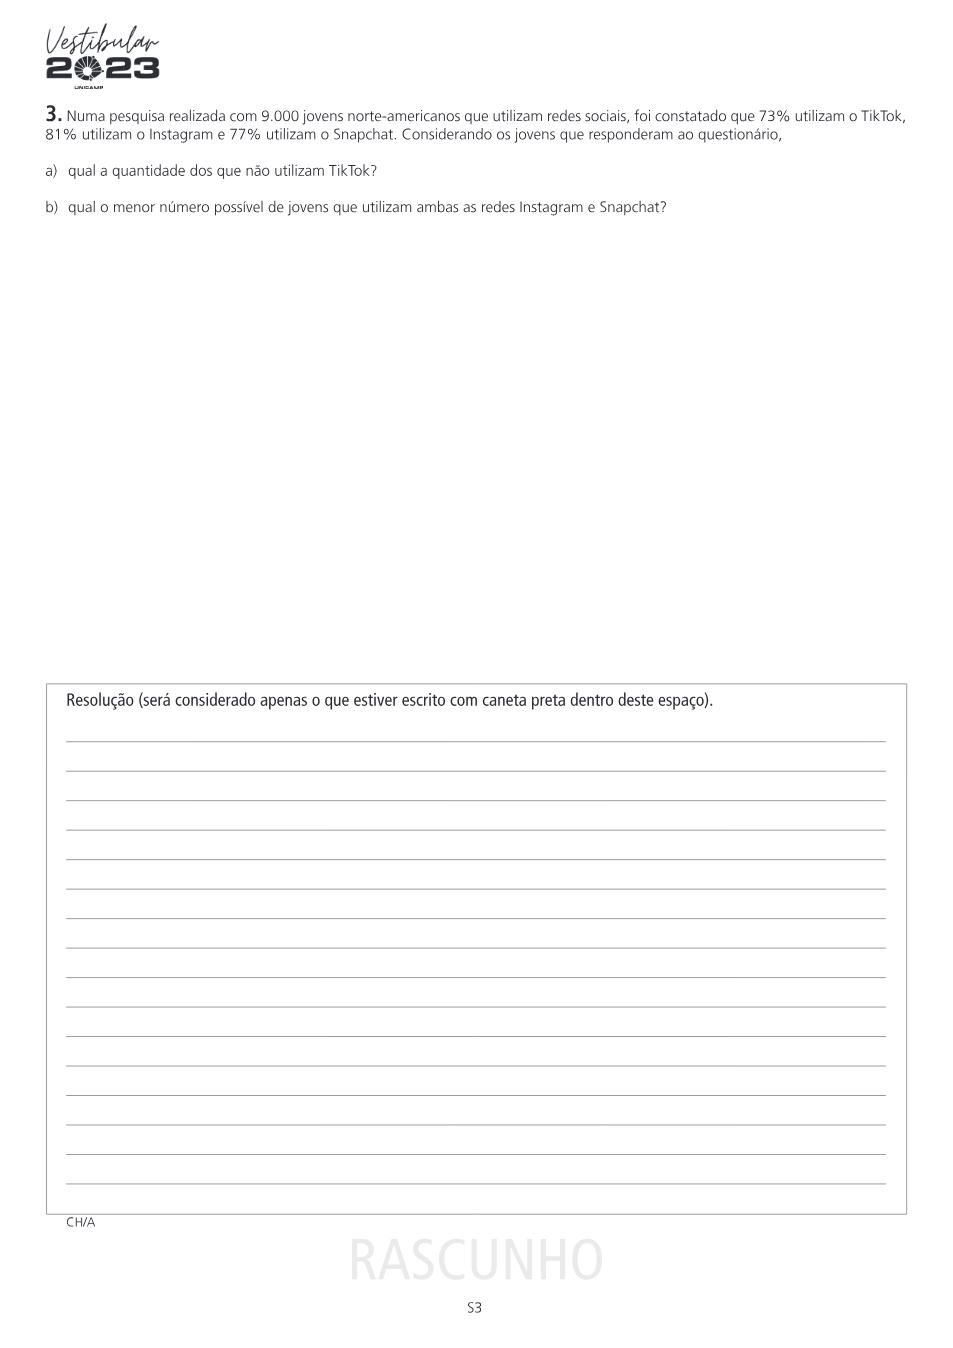 Vestibular
2023
UNICAMP
3. Numa pesquisa realizada com 9.000 jovens norte-americanos que utilizam redes sociais, foi constatado que 73% utilizam o TikTok,
81% utilizam o Instagram e 77% utilizam o Snapchat. Considerando os jovens que responderam ao questionário,
a) qual a quantidade dos que não utilizam TikTok?
b) qual o menor número possível de jovens que utilizam ambas as redes Instagram e Snapchat?
Resolução (será considerado apenas o que estiver escrito com caneta preta dentro deste espaço).
CH/A
RASCUNHO
S3